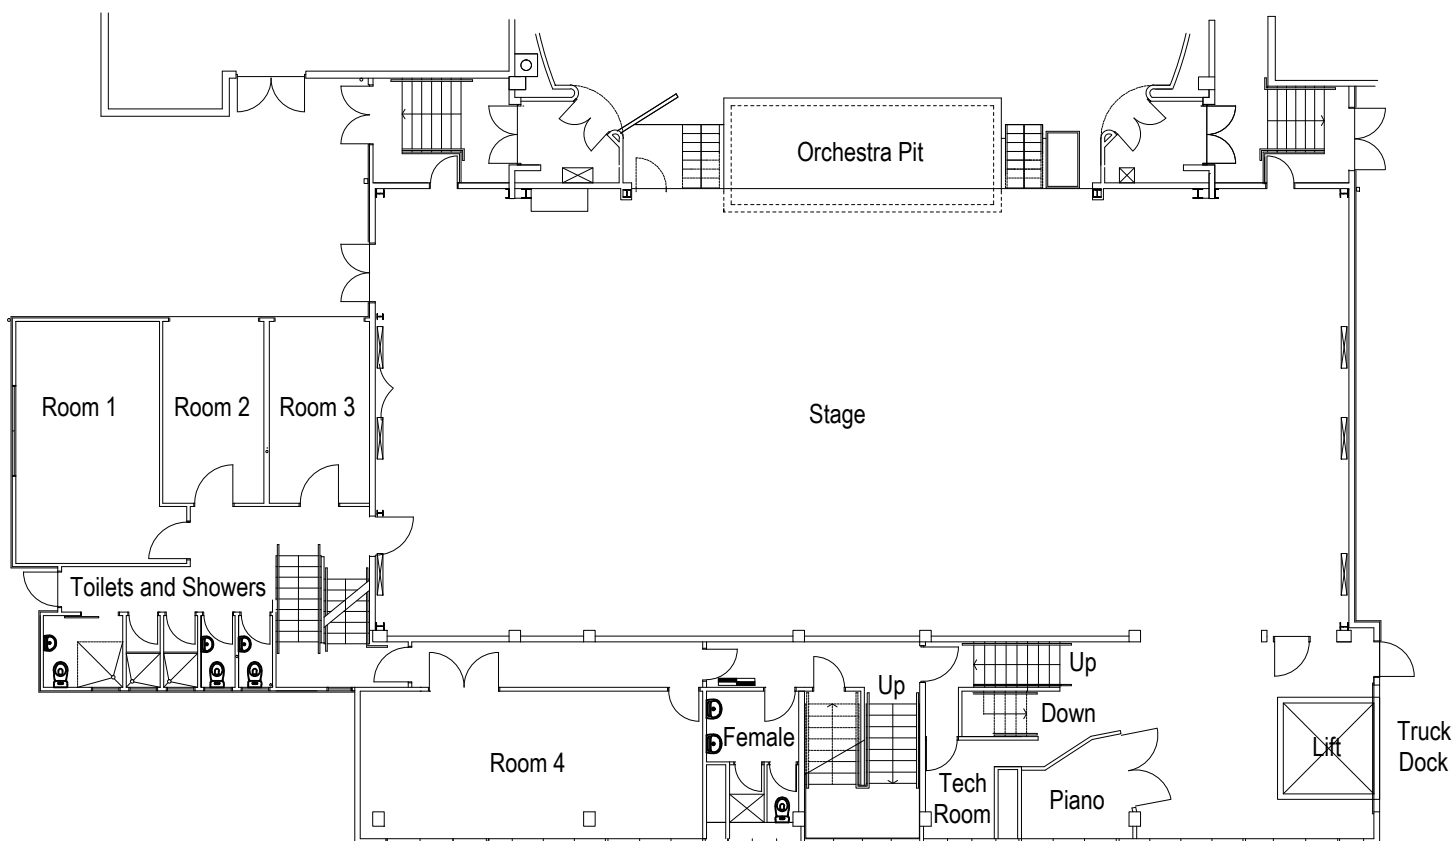 Orchestra Pit
Room 1
Room 2
Room 3
Stage
Toilets and Showers
Up
Up
Down
Female
Room 4
Tech
Room
Piano
Lift
Truck
Dock